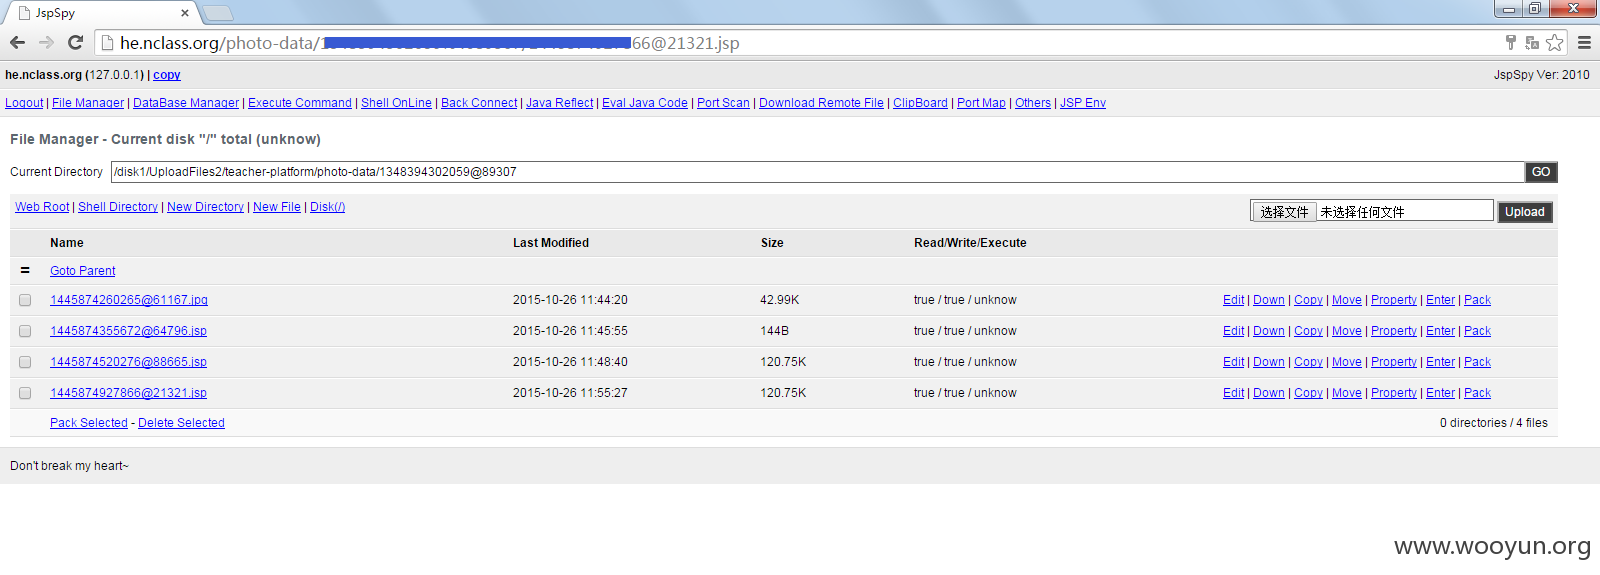 JspSpy
he.nclass.org/photo-data/1 66@21321.jsp
he.nclass.org (127.0.0.1) | copy JspSpy Ver: 2010
Logout | File Manager | DataBase Manager | Execute Command | Shell OnLine | Back Connect | Java Reflect | Eval Java Code | Port Scan | Download Remote File | ClipBoard | Port Map | Others | JSP Env
File Manager - Current disk "/" total (unknow)
Current Directory /disk1/UploadFiles2/teacher-platform/photo-data/1348394302059@89307 GO
Web Root | Shell Directory | New Directory | New File | Disk(/) 选择文件 未选择任何文件 Upload
Name Last Modified Size Read/Write/Execute
= Goto Parent
1445874260265@61167.jpg 2015-10-26 11:44:20 42.99K true / true / unknow Edit | Down | Copy | Move | Property | Enter | Pack
1445874355672@64796.jsp 2015-10-26 11:45:55 144B true / true / unknow Edit | Down | Copy | Move | Property | Enter | Pack
1445874520276@88665.jsp 2015-10-26 11:48:40 120.75K true / true / unknow Edit | Down | Copy | Move | Property | Enter | Pack
1445874927866@21321.jsp 2015-10-26 11:55:27 120.75K true / true / unknow Edit | Down | Copy | Move | Property | Enter | Pack
Pack Selected - Delete Selected 0 directories / 4 files
Don't break my heart~
www.wooyun.org